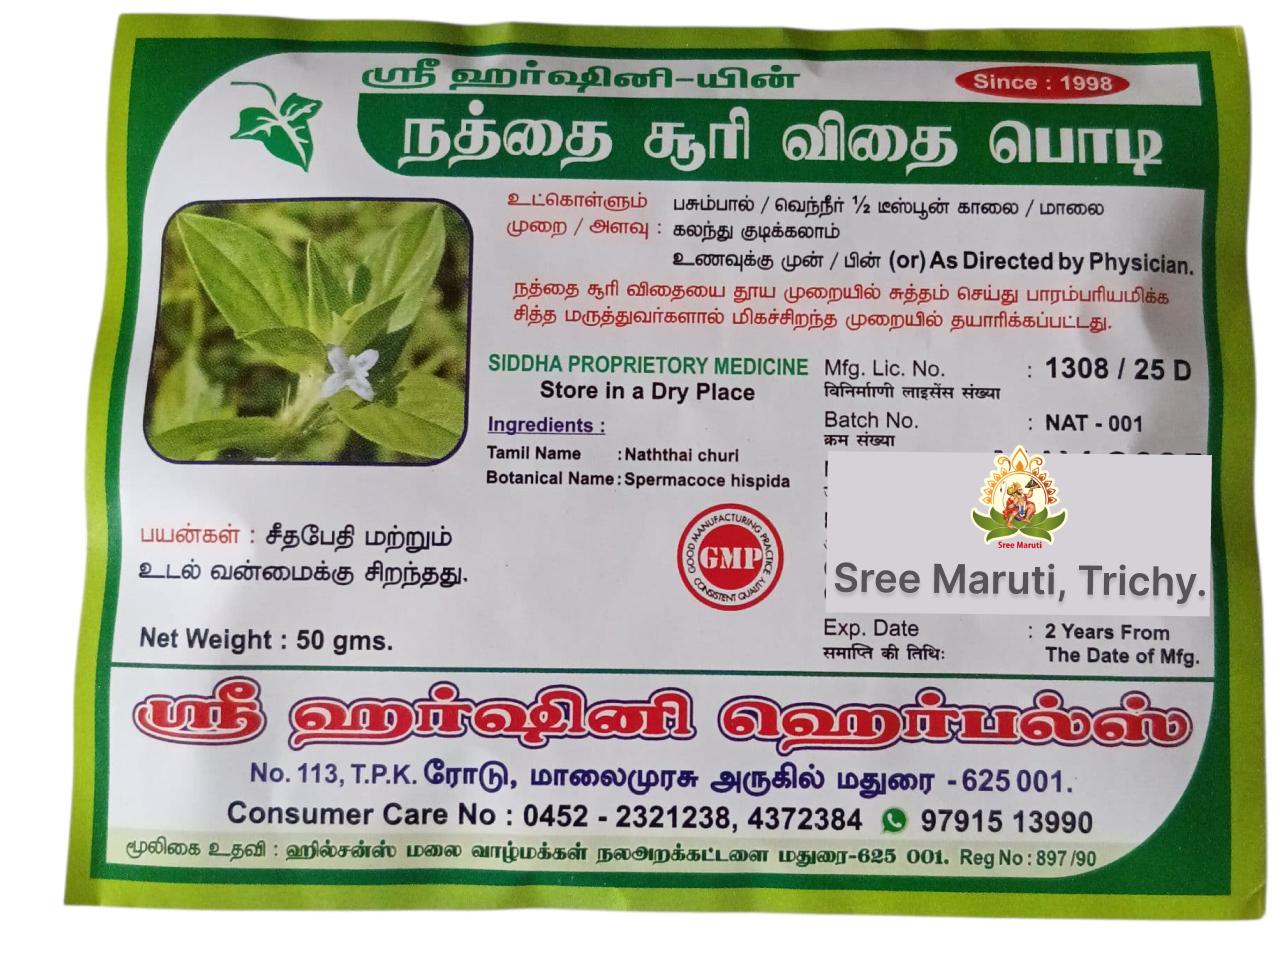 ஸ்ரீ ஹர்ஷினி-யின்
Since : 1998
நத்தை சூரி விதை பொடி
உட்கொள்ளும் முறை / அளவு : பசும்பால் / வெந்நீர் ½ டீஸ்பூன் காலை / மாலை
கலந்து குடிக்கலாம்
உணவுக்கு முன் / பின் (or) As Directed by Physician.
நத்தை சூரி விதையை தூய முறையில் சுத்தம் செய்து பாரம்பரியமிக்க
சித்த மருத்துவர்களால் மிகச்சிறந்த முறையில் தயாரிக்கப்பட்டது.
SIDDHA PROPRIETORY MEDICINE
Store in a Dry Place
Ingredients :
Tamil Name : Naththai churi
Botanical Name : Spermacoce hispida
Mfg. Lic. No. : 1308 / 25 D
विनिर्माणी लाइसेंस संख्या
Batch No. : NAT - 001
क्रम संख्या
Sree Maruti
Sree Maruti, Trichy.
Exp. Date : 2 Years From
समाप्ति की तिथि: The Date of Mfg.
GOOD MANUFACTURING PRACTICE
GMP
CONSISTENT QUALITY
பயன்கள் : சீதபேதி மற்றும்
உடல் வன்மைக்கு சிறந்தது.
Net Weight : 50 gms.
ஸ்ரீ ஹர்ஷினி ஹெர்பல்ஸ்
No. 113, T.P.K. ரோடு, மாலைமுரசு அருகில் மதுரை - 625 001.
Consumer Care No : 0452 - 2321238, 4372384 97915 13990
மூலிகை உதவி : ஹில்சன்ஸ் மலை வாழ்மக்கள் நலஅறக்கட்டளை மதுரை-625 001. Reg No : 897/90